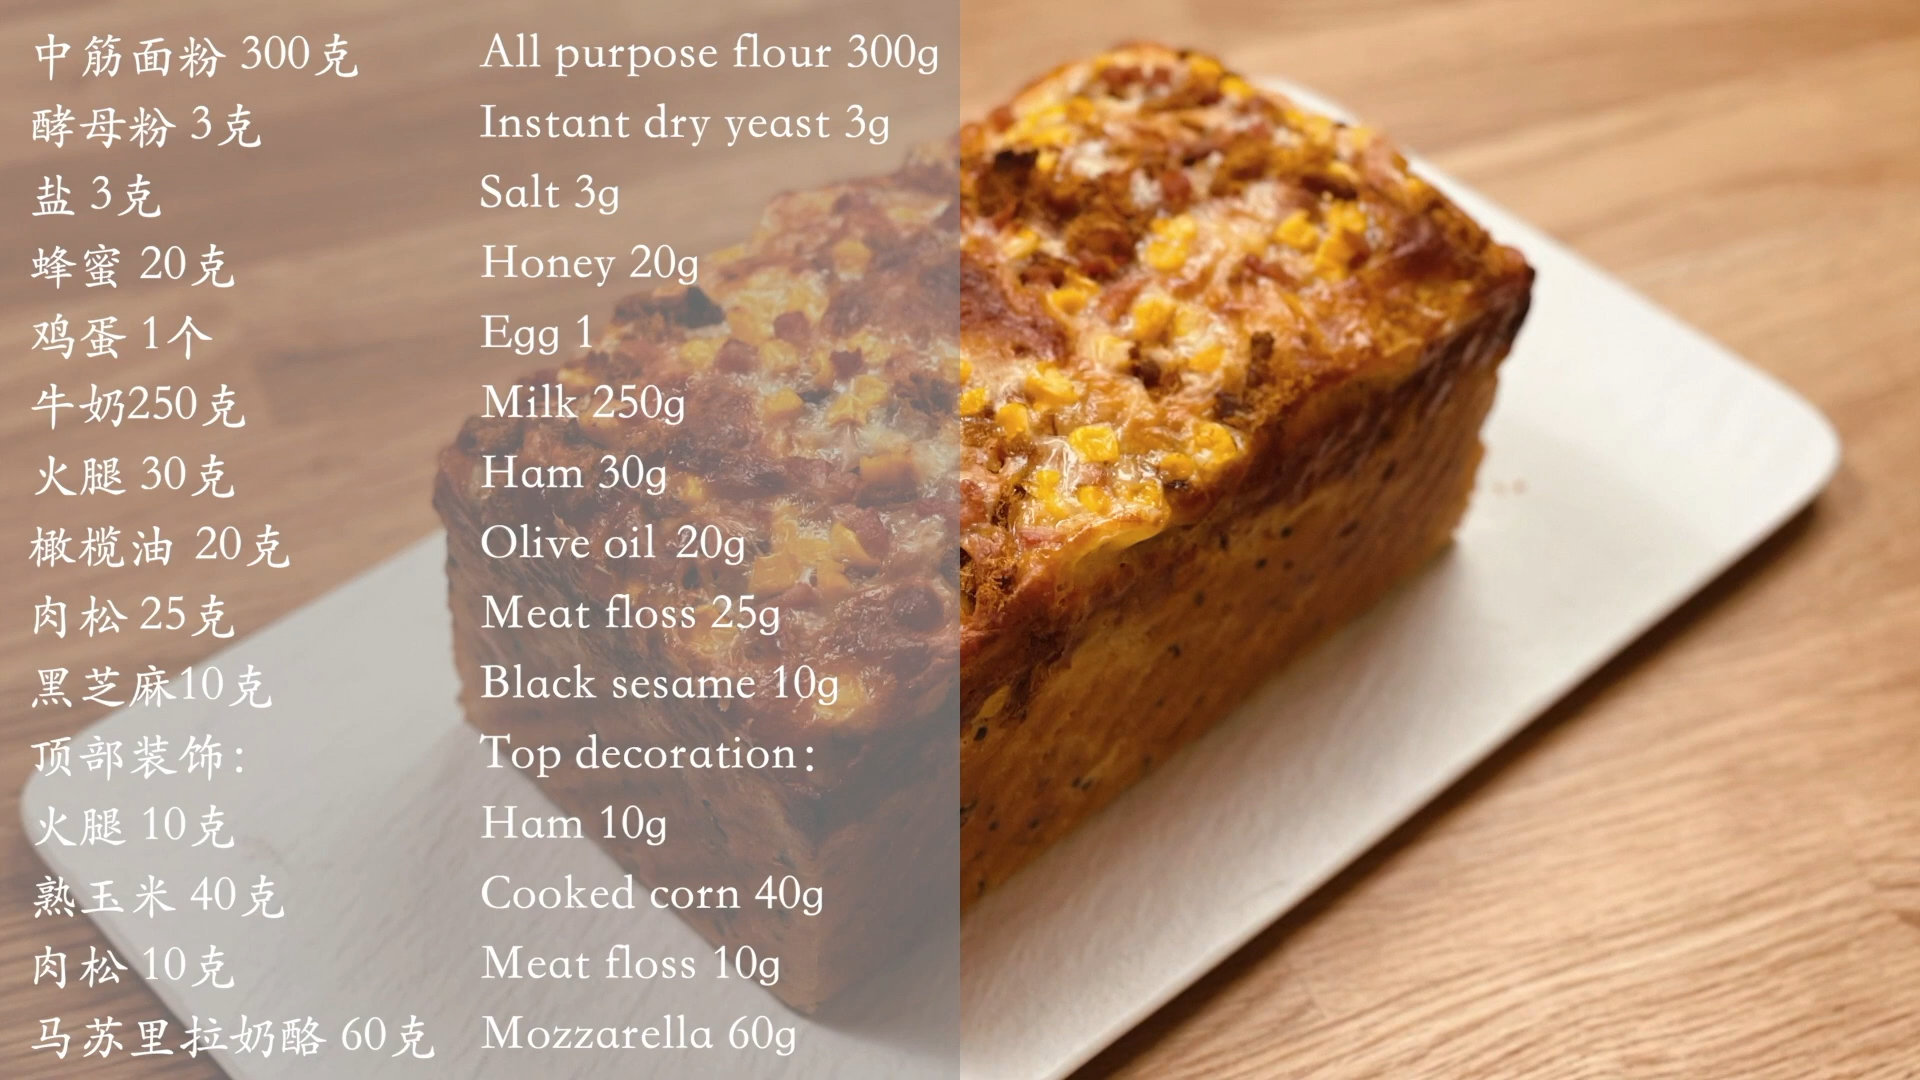 中筋面粉 300克
酵母粉 3克
盐 3克
蜂蜜 20克
鸡蛋 1个
牛奶250克
火腿 30克
橄榄油 20克
肉松 25克
黑芝麻10克
顶部装饰:
火腿 10克
熟玉米 40克
肉松 10克
马苏里拉奶酪 60克
All purpose flour 300g
Instant dry yeast 3g
Salt 3g
Honey 20g
Egg 1
Milk 250g
Ham 30g
Olive oil 20g
Meat floss 25g
Black sesame 10g
Top decoration:
Ham 10g
Cooked corn 40g
Meat floss 10g
Mozzarella 60g